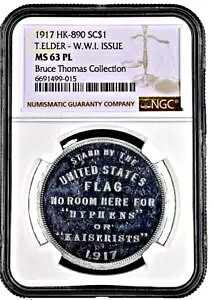 1917 HK-890 SC$1
T.ELDER - W.W.I. ISSUE
MS 63 PL
Bruce Thomas Collection
6691499-015
NGC
NUMISMATIC GUARANTY COMPANY
STAND BY THE
UNITED STATES
FLAG
NO ROOM HERE FOR
"HYPHENS"
OR
"KAISERISTS"
1917